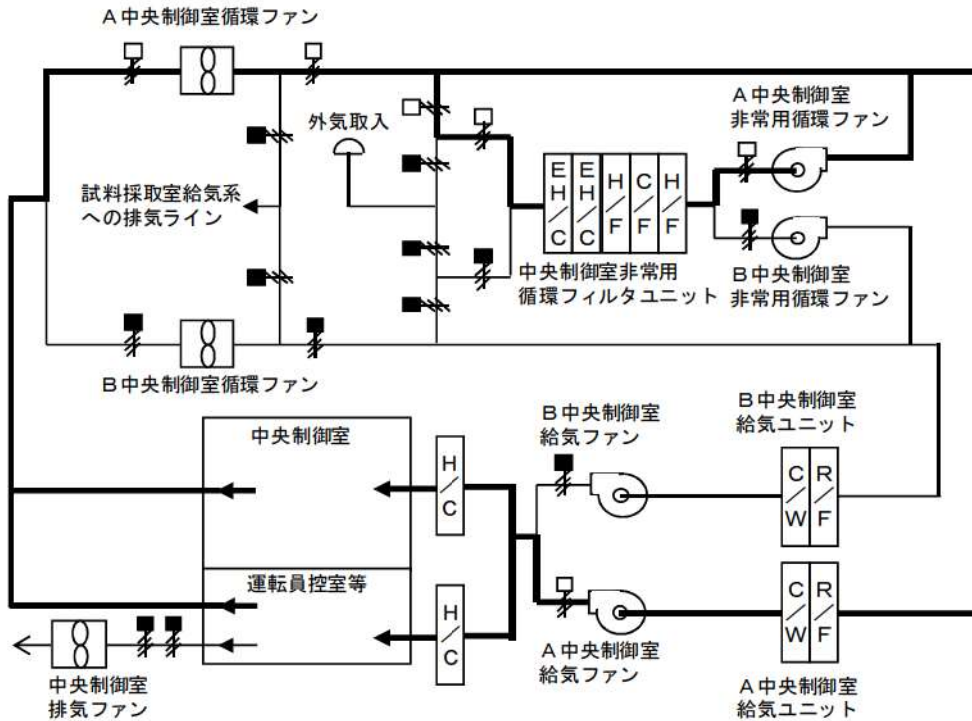 A中央制御室循環ファン
外気取入
A中央制御室
非常用循環ファン
試料採取室給気系
への排気ライン
E
H
/
C
E
H
/
C
H
/
F
C
/
F
H
/
F
中央制御室非常用
循環フィルタユニット
B中央制御室
非常用循環ファン
B中央制御室循環ファン
中央制御室
H
/
C
B中央制御室
給気ファン
B中央制御室
給気ユニット
C
/
W
R
/
F
運転員控室等
H
/
C
A中央制御室
給気ファン
C
/
W
R
/
F
A中央制御室
給気ユニット
中央制御室
排気ファン